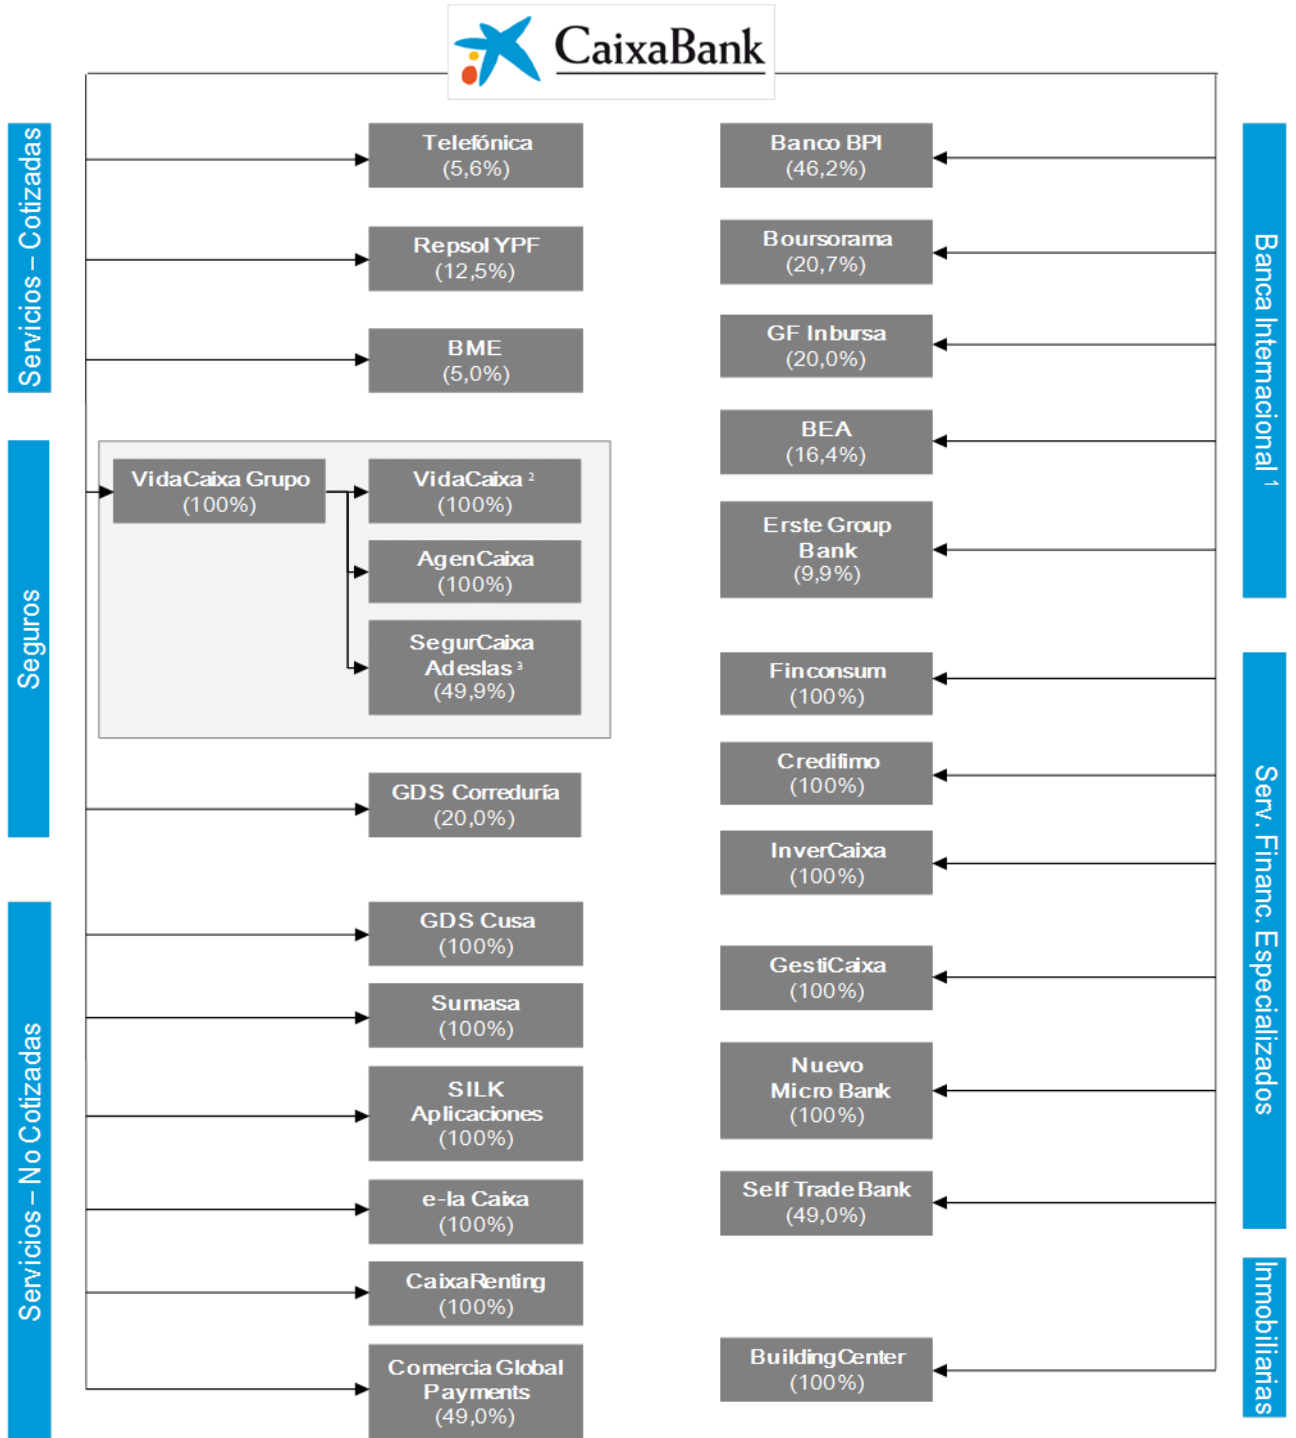 CaixaBank
Servicios – Cotizadas
Telefónica
(5,6%)
Repsol YPF
(12,5%)
BME
(5,0%)
Seguros
VidaCaixa Grupo
(100%)
VidaCaixa ²
(100%)
AgenCaixa
(100%)
SegurCaixa
Adeslas ³
(49,9%)
GDS Correduría
(20,0%)
Servicios – No Cotizadas
GDS Cusa
(100%)
Sumasa
(100%)
SILK
Aplicaciones
(100%)
e-la Caixa
(100%)
CaixaRenting
(100%)
Comercia Global
Payments
(49,0%)
Banca Internacional ¹
Banco BPI
(46,2%)
Boursorama
(20,7%)
GF Inbursa
(20,0%)
BEA
(16,4%)
Erste Group
Bank
(9,9%)
Serv. Financ. Especializados
Finconsum
(100%)
Credifimo
(100%)
InverCaixa
(100%)
GestiCaixa
(100%)
Nuevo
Micro Bank
(100%)
Self Trade Bank
(49,0%)
Inmobiliarias
BuildingCenter
(100%)